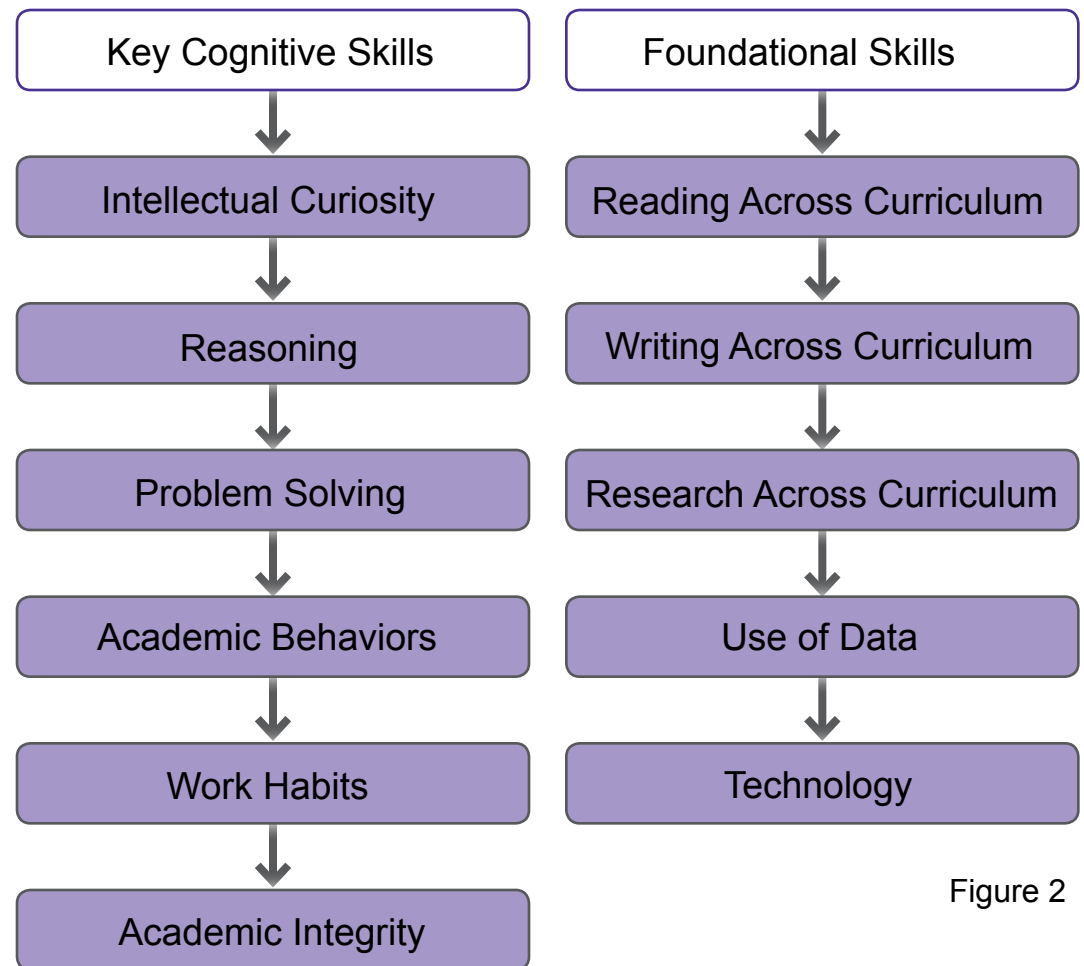 Key Cognitive Skills
Intellectual Curiosity
Reasoning
Problem Solving
Academic Behaviors
Work Habits
Academic Integrity
Foundational Skills
Reading Across Curriculum
Writing Across Curriculum
Research Across Curriculum
Use of Data
Technology
Figure 2